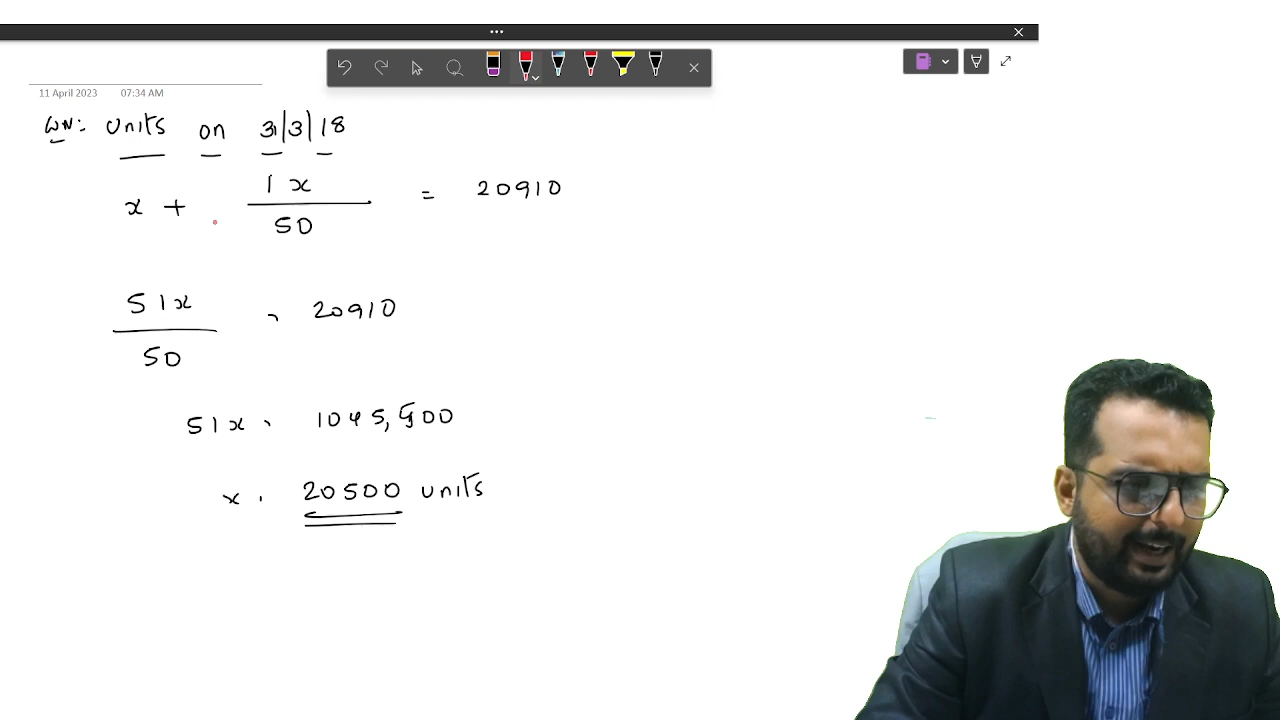 11 April 2023 07:34 AM
WN: Units on 31/3/18
x + 1x/50 = 20910
51x/50 = 20910
51x = 1045,500
x = 20500 units